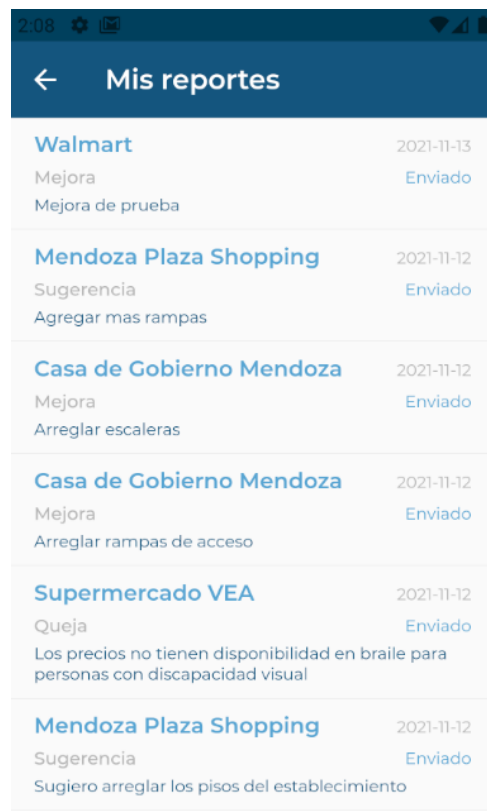 2:08
Mis reportes
Walmart 2021-11-13
Mejora Enviado
Mejora de prueba
Mendoza Plaza Shopping 2021-11-12
Sugerencia Enviado
Agregar mas rampas
Casa de Gobierno Mendoza 2021-11-12
Mejora Enviado
Arreglar escaleras
Casa de Gobierno Mendoza 2021-11-12
Mejora Enviado
Arreglar rampas de acceso
Supermercado VEA 2021-11-12
Queja Enviado
Los precios no tienen disponibilidad en braile para
personas con discapacidad visual
Mendoza Plaza Shopping 2021-11-12
Sugerencia Enviado
Sugiero arreglar los pisos del establecimiento